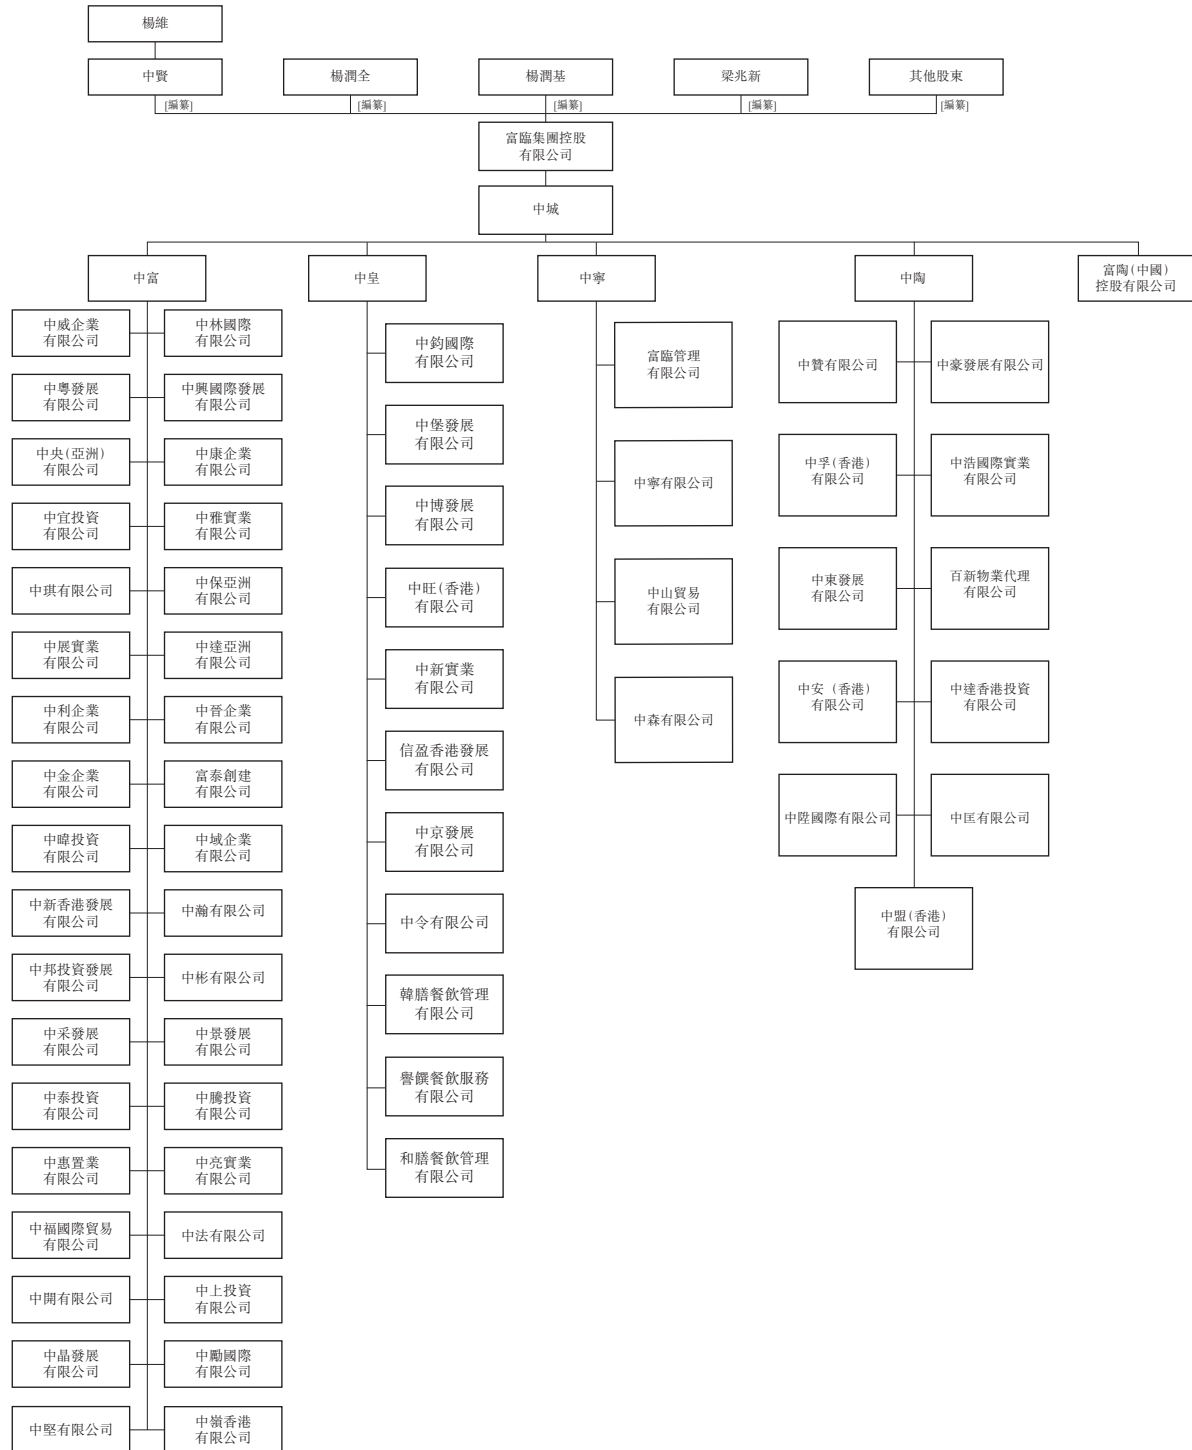 楊維
中賢
楊潤全
楊潤基
梁兆新
其他股東
[編纂]
[編纂]
[編纂]
[編纂]
[編纂]
富臨集團控股
有限公司
中城
中富
中皇
中寧
中陶
富陶(中國)
控股有限公司
中威企業
有限公司
中林國際
有限公司
中粵發展
有限公司
中興國際發展
有限公司
中央(亞洲)
有限公司
中康企業
有限公司
中宜投資
有限公司
中雅實業
有限公司
中琪有限公司
中保亞洲
有限公司
中展實業
有限公司
中達亞洲
有限公司
中利企業
有限公司
中晉企業
有限公司
中金企業
有限公司
富泰創建
有限公司
中暐投資
有限公司
中域企業
有限公司
中新香港發展
有限公司
中瀚有限公司
中邦投資發展
有限公司
中彬有限公司
中采發展
有限公司
中景發展
有限公司
中泰投資
有限公司
中騰投資
有限公司
中惠置業
有限公司
中亮實業
有限公司
中福國際貿易
有限公司
中法有限公司
中開有限公司
中上投資
有限公司
中晶發展
有限公司
中勵國際
有限公司
中堅有限公司
中嶺香港
有限公司
中鈞國際
有限公司
中堡發展
有限公司
中博發展
有限公司
中旺(香港)
有限公司
中新實業
有限公司
信盈香港發展
有限公司
中京發展
有限公司
中令有限公司
韓膳餐飲管理
有限公司
譽饌餐飲服務
有限公司
和膳餐飲管理
有限公司
富臨管理
有限公司
中寧有限公司
中山貿易
有限公司
中森有限公司
中贊有限公司
中豪發展有限公司
中孚(香港)
有限公司
中浩國際實業
有限公司
中東發展
有限公司
百新物業代理
有限公司
中安 (香港)
有限公司
中達香港投資
有限公司
中陞國際有限公司
中匡有限公司
中盟(香港)
有限公司